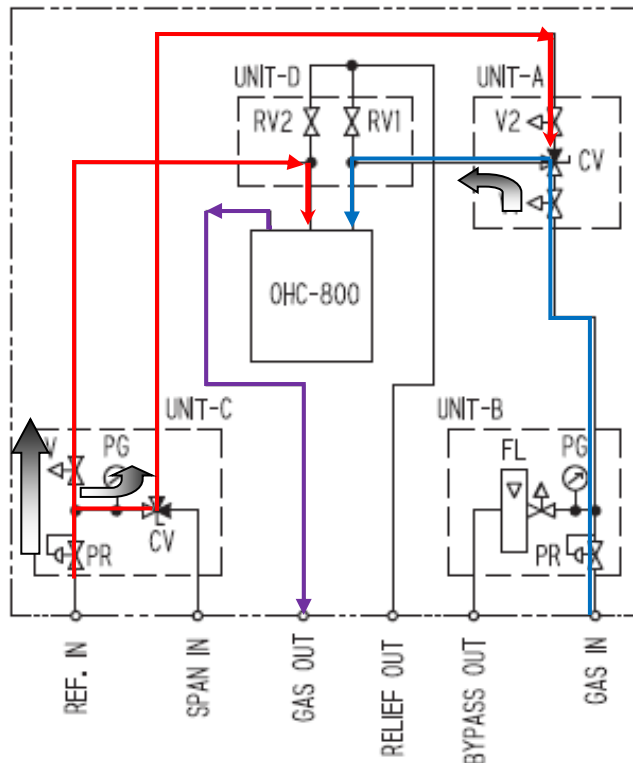 UNIT-D
UNIT-A
RV2
RV1
V2
CV
OHC-800
UNIT-C
UNIT-B
V
PG
FL
PG
CV
PR
PR
REF. IN
SPAN IN
GAS OUT
RELIEF OUT
BYPASS OUT
GAS IN